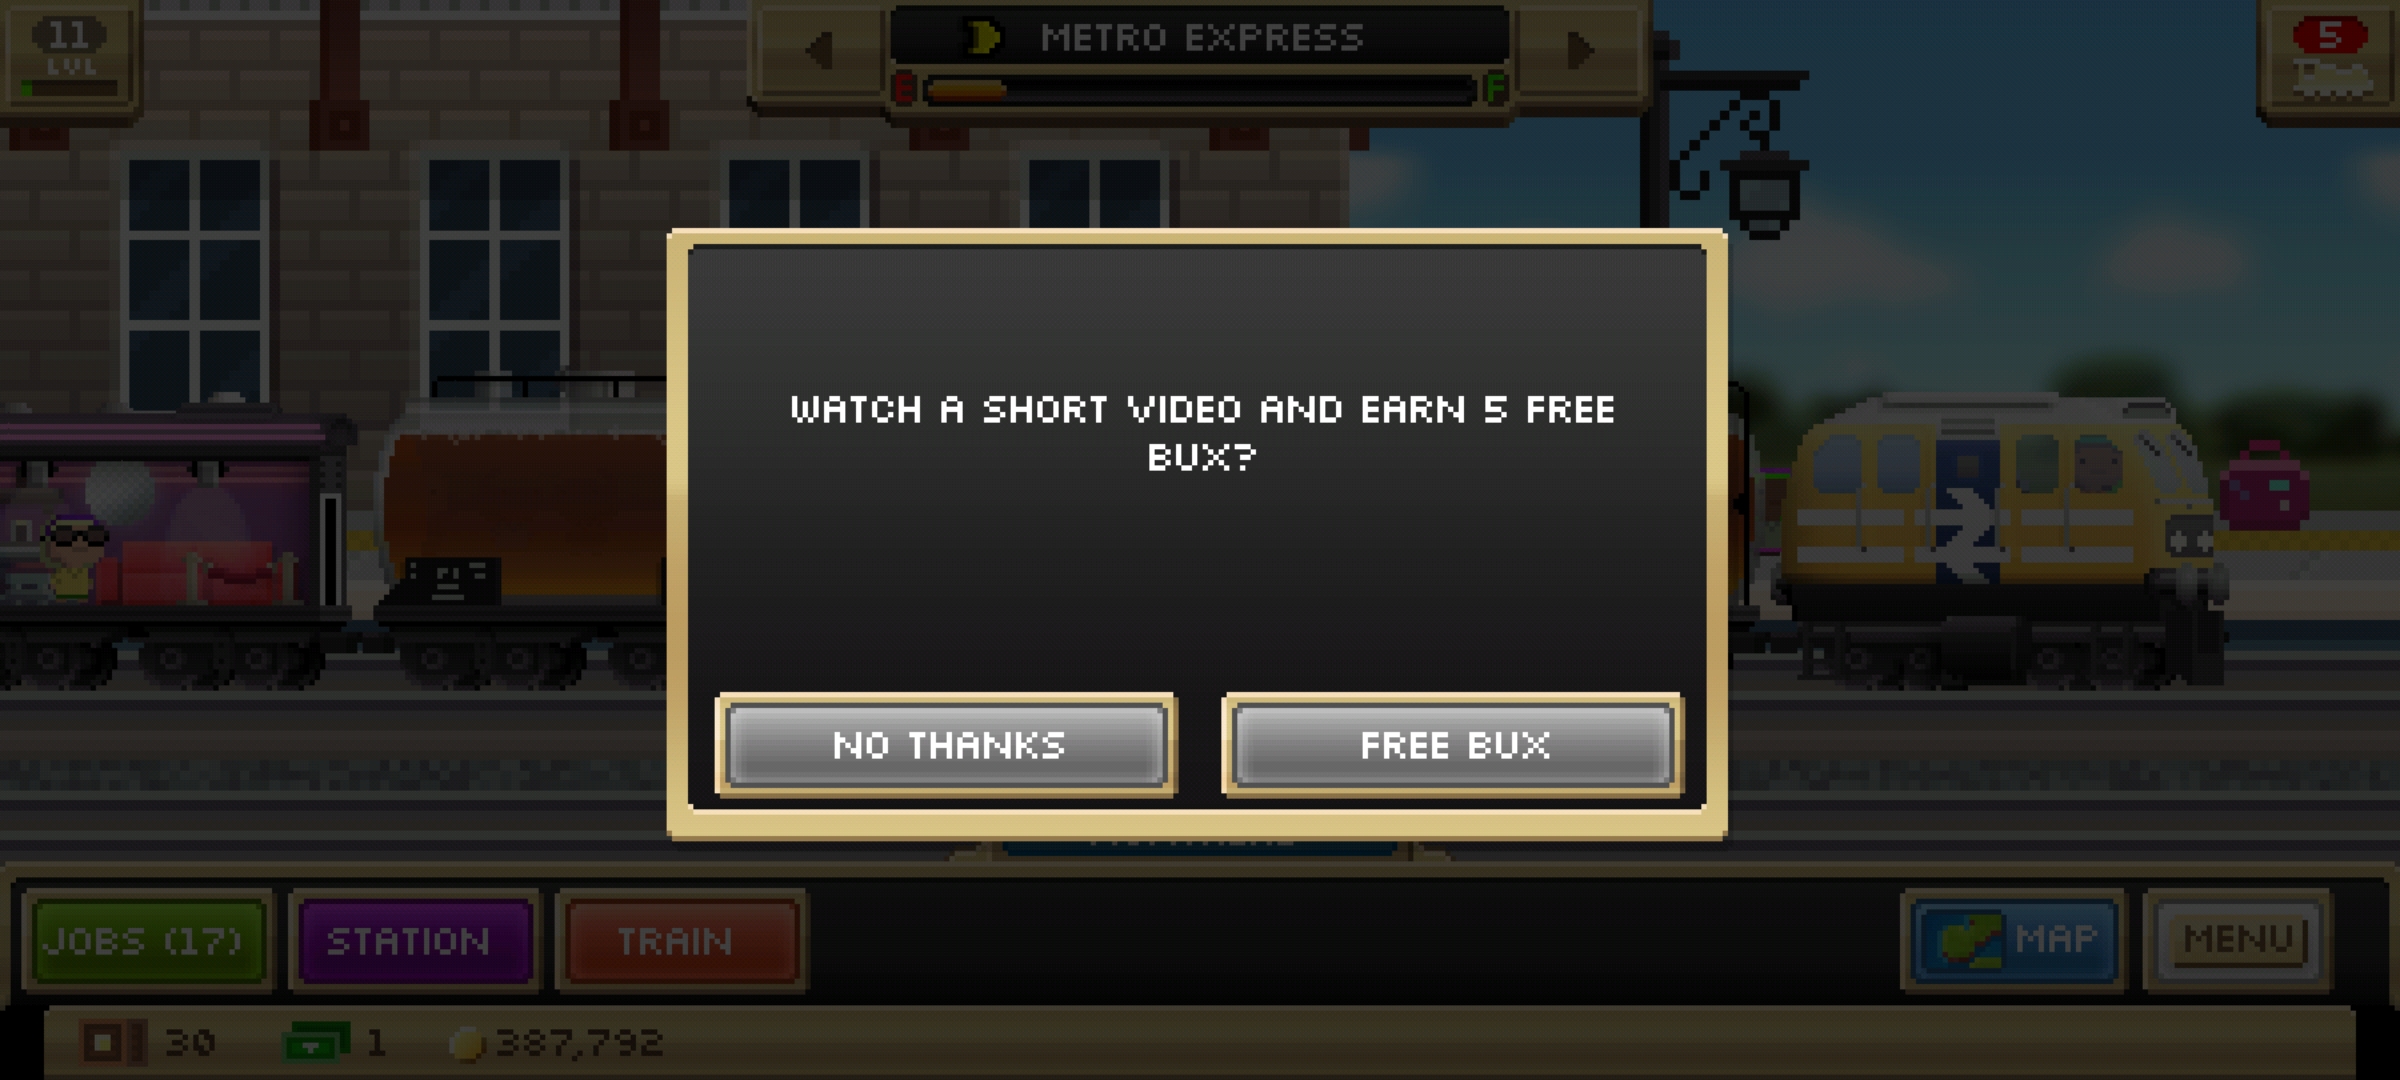 11
LVL
METRO EXPRESS
E F
5
WATCH A SHORT VIDEO AND EARN 5 FREE
BUX?
NO THANKS
FREE BUX
JOBS (17)
STATION
TRAIN
MAP
MENU
30
1
387,792